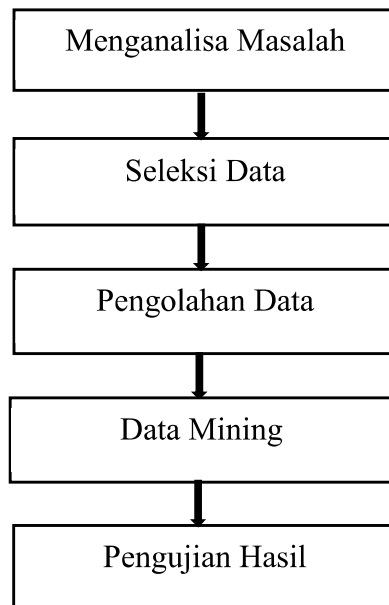 Menganalisa Masalah
Seleksi Data
Pengolahan Data
Data Mining
Pengujian Hasil